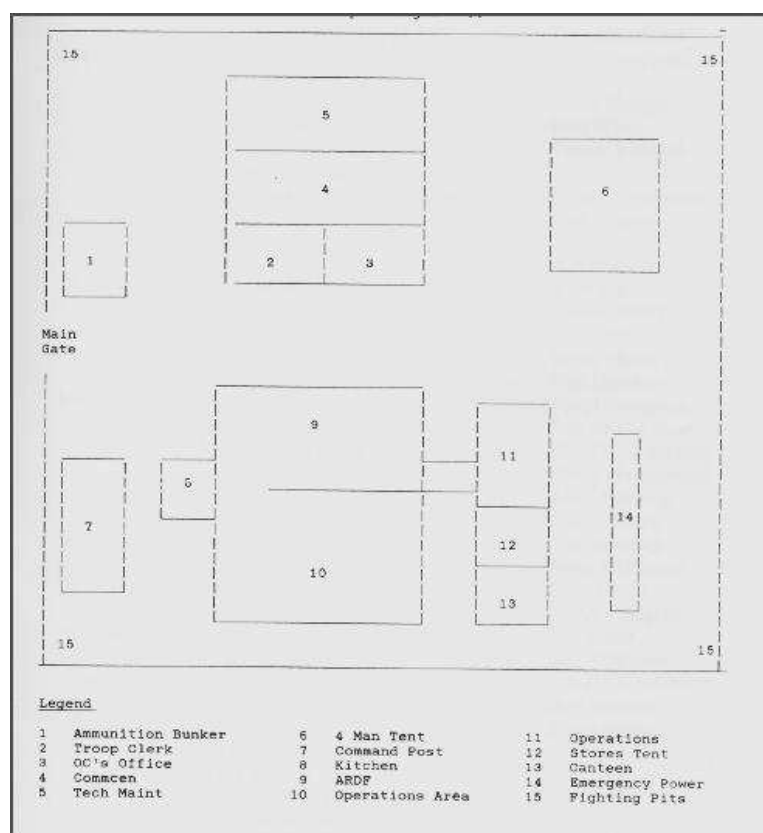 15
15
5
4
6
1
2
3
Main
Gate
9
11
7
14
12
10
13
15
15
Legend
1 Ammunition Bunker 6 4 Man Tent 11 Operations
2 Troop Clerk 7 Command Post 12 Stores Tent
3 OC's Office 8 Kitchen 13 Canteen
4 Commcen 9 ARDF 14 Emergency Power
5 Tech Maint 10 Operations Area 15 Fighting Pits